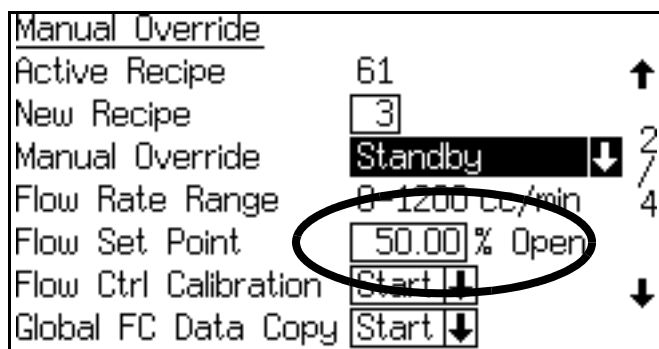 Manual Override
Active Recipe 61
New Recipe 3
Manual Override Standby
Flow Rate Range 0-1200 cc/min
Flow Set Point 50.00 % Open
Flow Ctrl Calibration Start
Global FC Data Copy Start
2/4